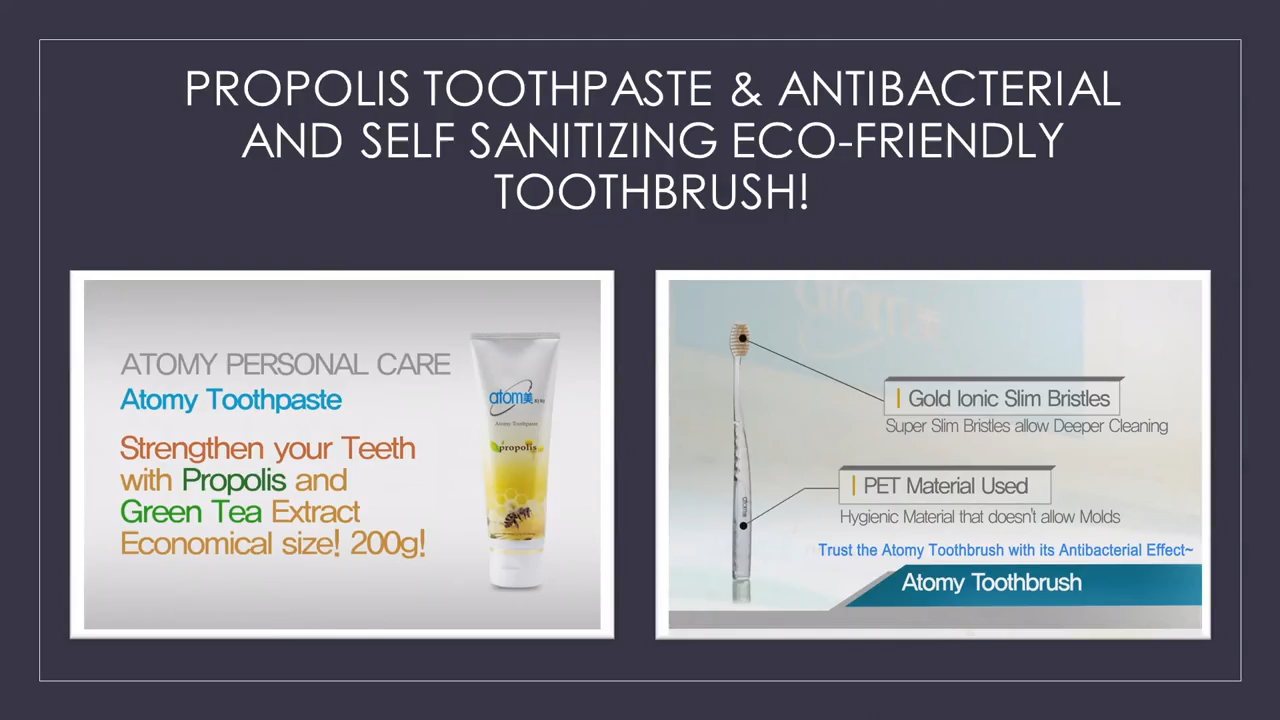 PROPOLIS TOOTHPASTE & ANTIBACTERIAL
AND SELF SANITIZING ECO-FRIENDLY
TOOTHBRUSH!
ATOMY PERSONAL CARE
Atomy Toothpaste
Strengthen your Teeth
with Propolis and
Green Tea Extract
Economical size! 200g!
atom美
Atomy Toothpaste
propolis
Gold Ionic Slim Bristles
Super Slim Bristles allow Deeper Cleaning
PET Material Used
Hygienic Material that doesn't allow Molds
Trust the Atomy Toothbrush with its Antibacterial Effect~
Atomy Toothbrush